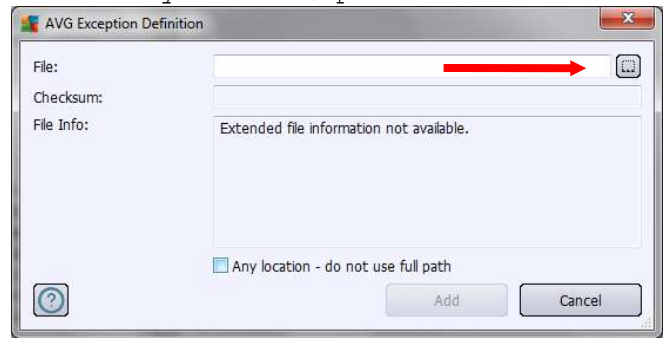 AVG Exception Definition
File:
Checksum:
File Info:
Extended file information not available.
Any location - do not use full path
Add
Cancel